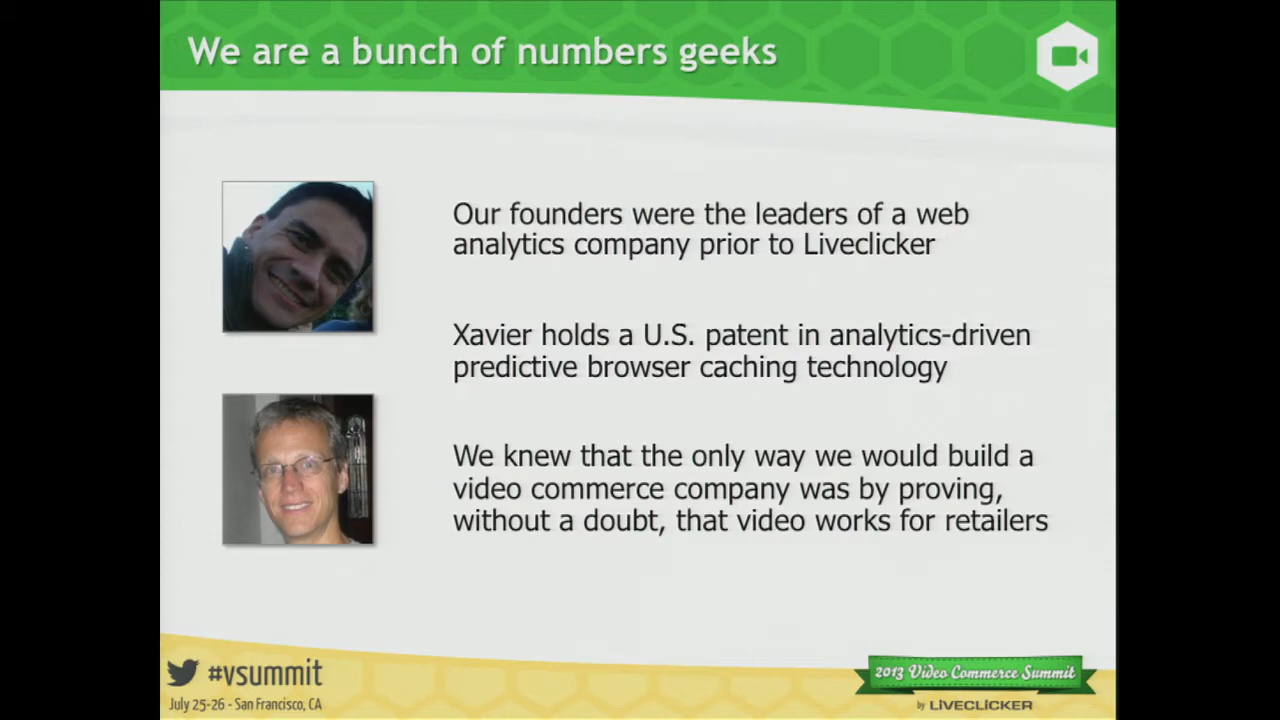 We are a bunch of numbers geeks
Our founders were the leaders of a web
analytics company prior to Liveclicker
Xavier holds a U.S. patent in analytics-driven
predictive browser caching technology
We knew that the only way we would build a
video commerce company was by proving,
without a doubt, that video works for retailers
#vsummit
July 25-26 - San Francisco, CA
2013 Video Commerce Summit
by LIVECLICKER